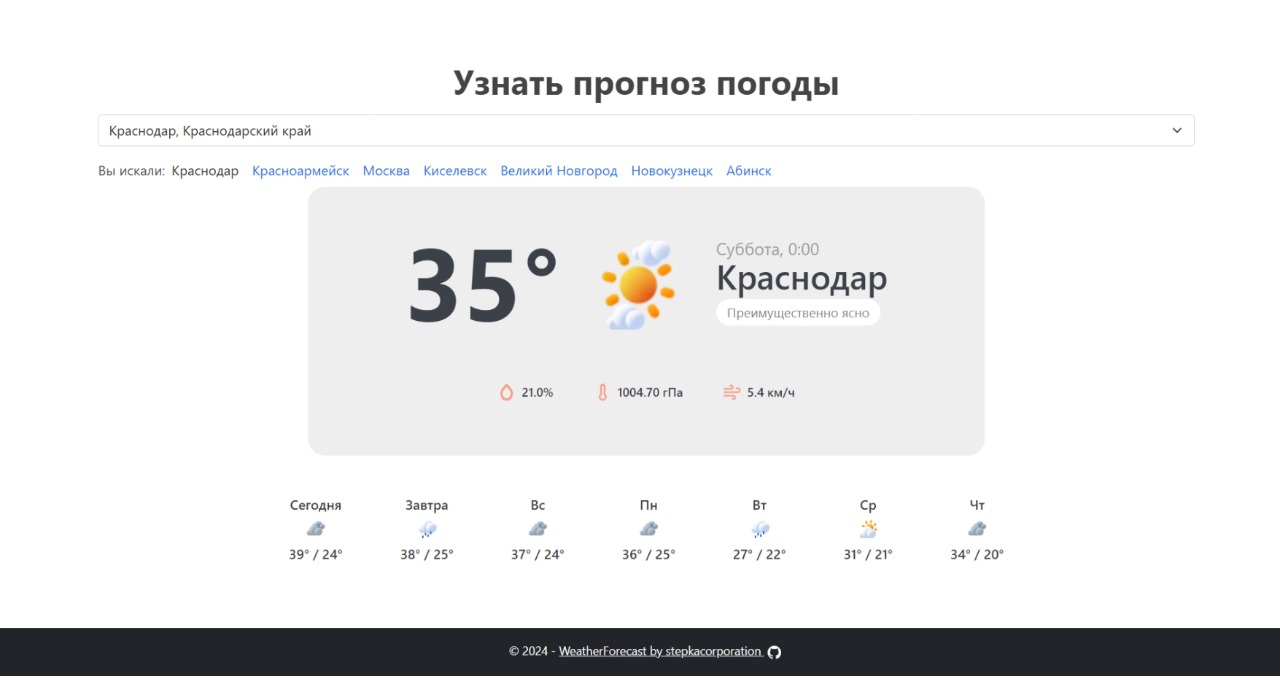 Узнать прогноз погоды
Краснодар, Краснодарский край
Вы искали: Краснодар Красноармейск Москва Киселевск Великий Новгород Новокузнецк Абинск
35°
Суббота, 0:00
Краснодар
Преимущественно ясно
21.0% 1004.70 гПа 5.4 км/ч
Сегодня Завтра Вс Пн Вт Ср Чт
39° / 24° 38° / 25° 37° / 24° 36° / 25° 27° / 22° 31° / 21° 34° / 20°
© 2024 - WeatherForecast by stepkacorporation